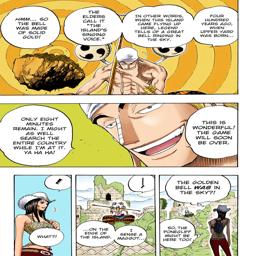 FOUR
HUNDRED
YEARS AGO,
WHEN
UPPER YARD
WAS BORN...
IN OTHER
WORDS,
WHEN THIS ISLAND
CAME FLYING UP
HERE, LEGEND
TELLS OF A GREAT
BELL RINGING IN
THE SKY.
THE
ELDERS
CALL IT
"THE
ISLAND'S
SINGING
VOICE."
HMM... SO
THE BELL
WAS MADE
OF SOLID
GOLD!
THIS IS
WONDERFUL!
THE GAME
WILL SOON
BE OVER.
ONLY EIGHT
MINUTES
REMAIN. I MIGHT
AS WELL
SEARCH THE
ENTIRE COUNTRY
WHILE I'M AT IT.
YA HA HA!
THE GOLDEN
BELL WAS IN
THE SKY?!
SO, THE
PONEGLIFF
MIGHT BE
HERE TOO!
!
I
SENSE A
MAGGOT...
...ON THE
EDGE OF THE
ISLAND.
!
WHAT?!